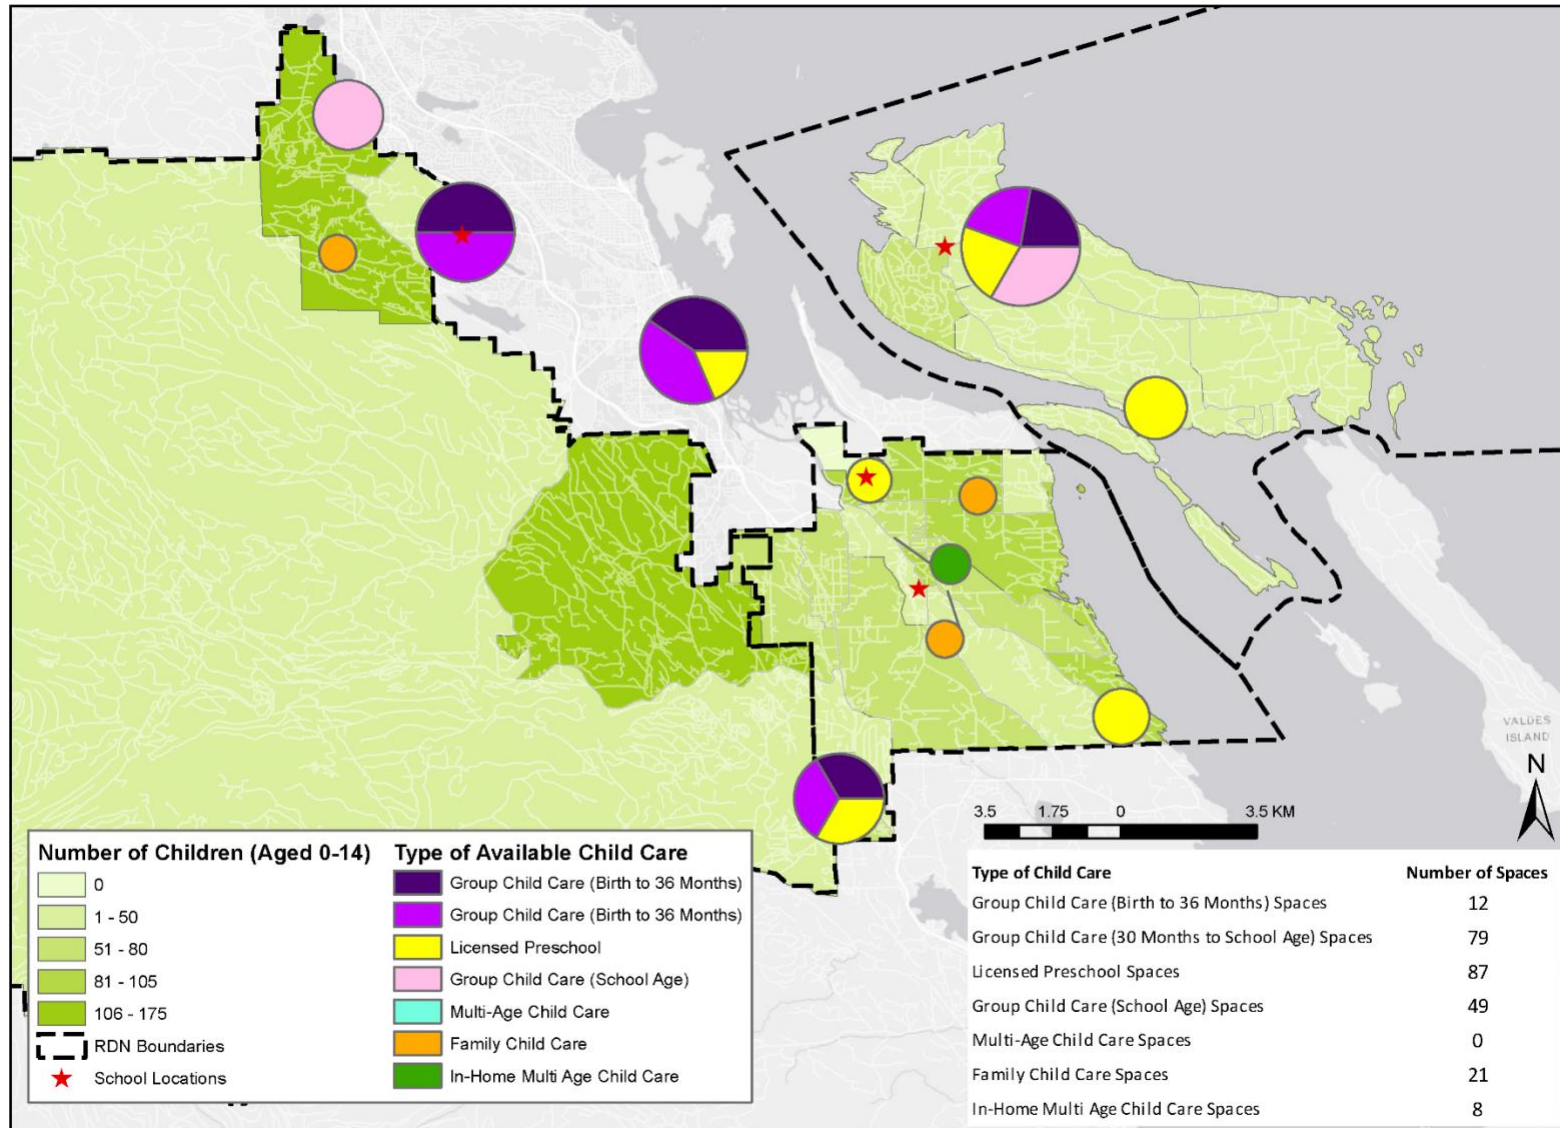 VALDES
ISLAND
N
3.5 1.75 0 3.5 KM
Number of Children (Aged 0-14)
0
1 - 50
51 - 80
81 - 105
106 - 175
RDN Boundaries
School Locations
Type of Available Child Care
Group Child Care (Birth to 36 Months)
Group Child Care (Birth to 36 Months)
Licensed Preschool
Group Child Care (School Age)
Multi-Age Child Care
Family Child Care
In-Home Multi Age Child Care
Type of Child Care Number of Spaces
Group Child Care (Birth to 36 Months) Spaces 12
Group Child Care (30 Months to School Age) Spaces 79
Licensed Preschool Spaces 87
Group Child Care (School Age) Spaces 49
Multi-Age Child Care Spaces 0
Family Child Care Spaces 21
In-Home Multi Age Child Care Spaces 8